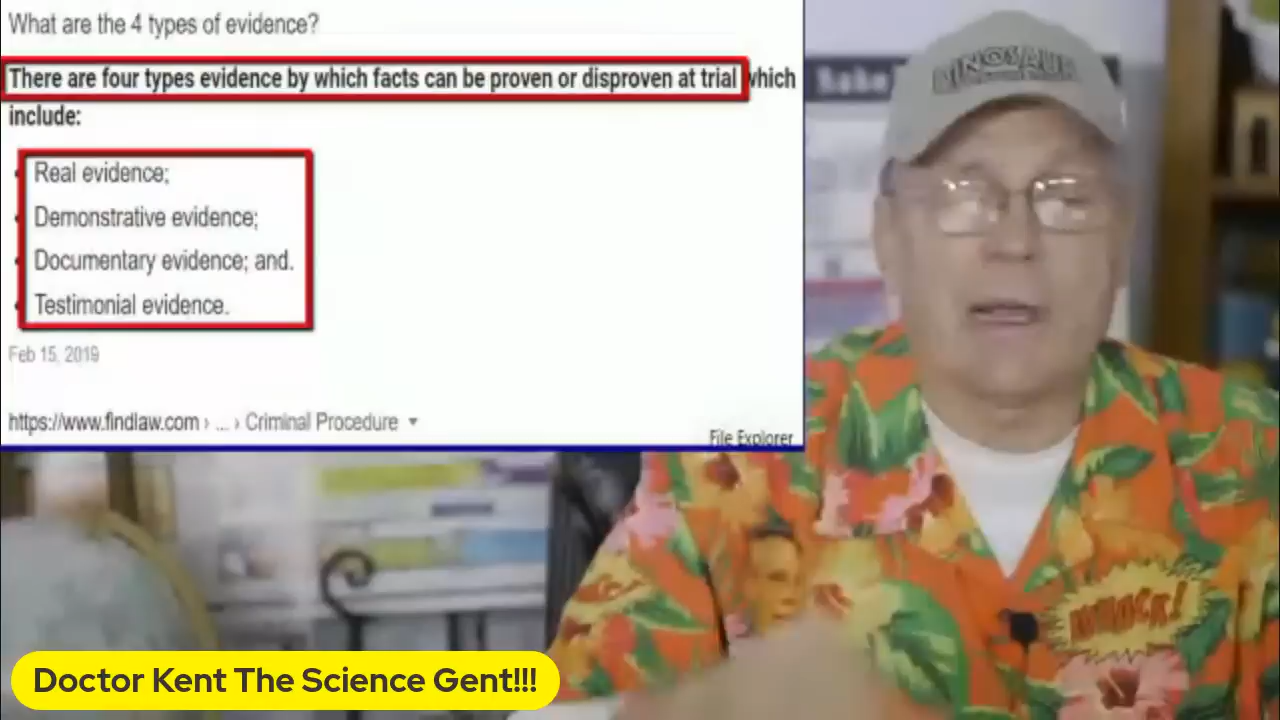 What are the 4 types of evidence?
There are four types evidence by which facts can be proven or disproven at trial which
include:
Real evidence;
Demonstrative evidence;
Documentary evidence; and.
Testimonial evidence.
Feb 15, 2019
https://www.findlaw.com › ... › Criminal Procedure
File Explorer
DINOSAUR
WHACK!
Doctor Kent The Science Gent!!!